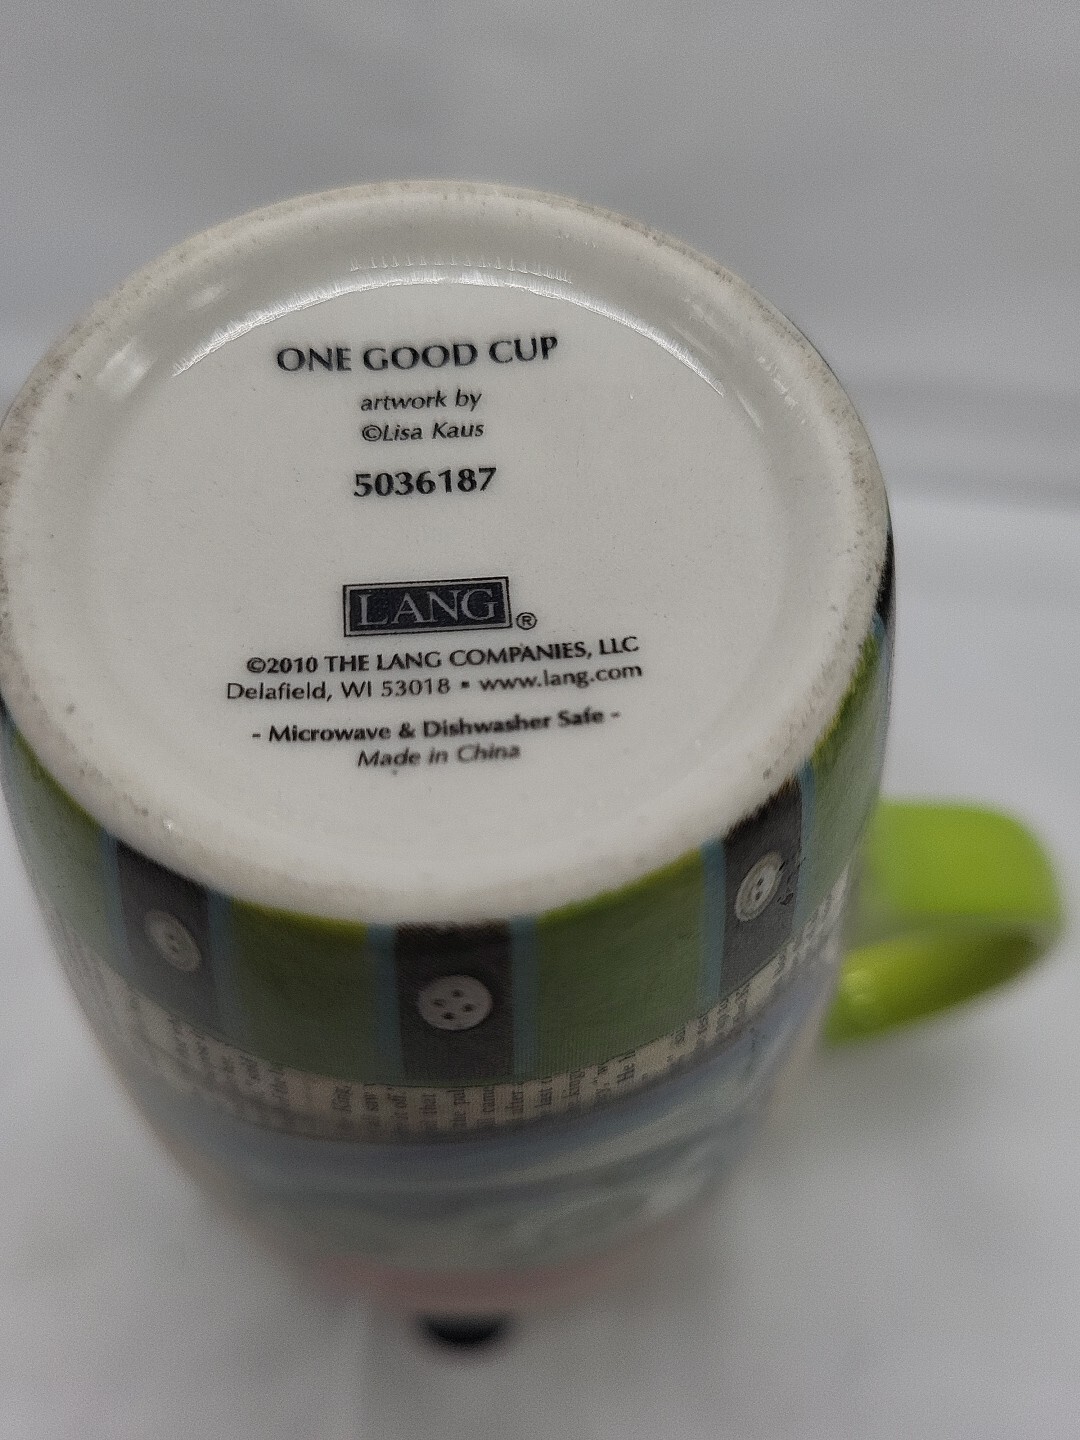 ONE GOOD CUP
artwork by
©Lisa Kaus
5036187
LANG®
©2010 THE LANG COMPANIES, LLC
Delafield, WI 53018 • www.lang.com
- Microwave & Dishwasher Safe -
Made in China